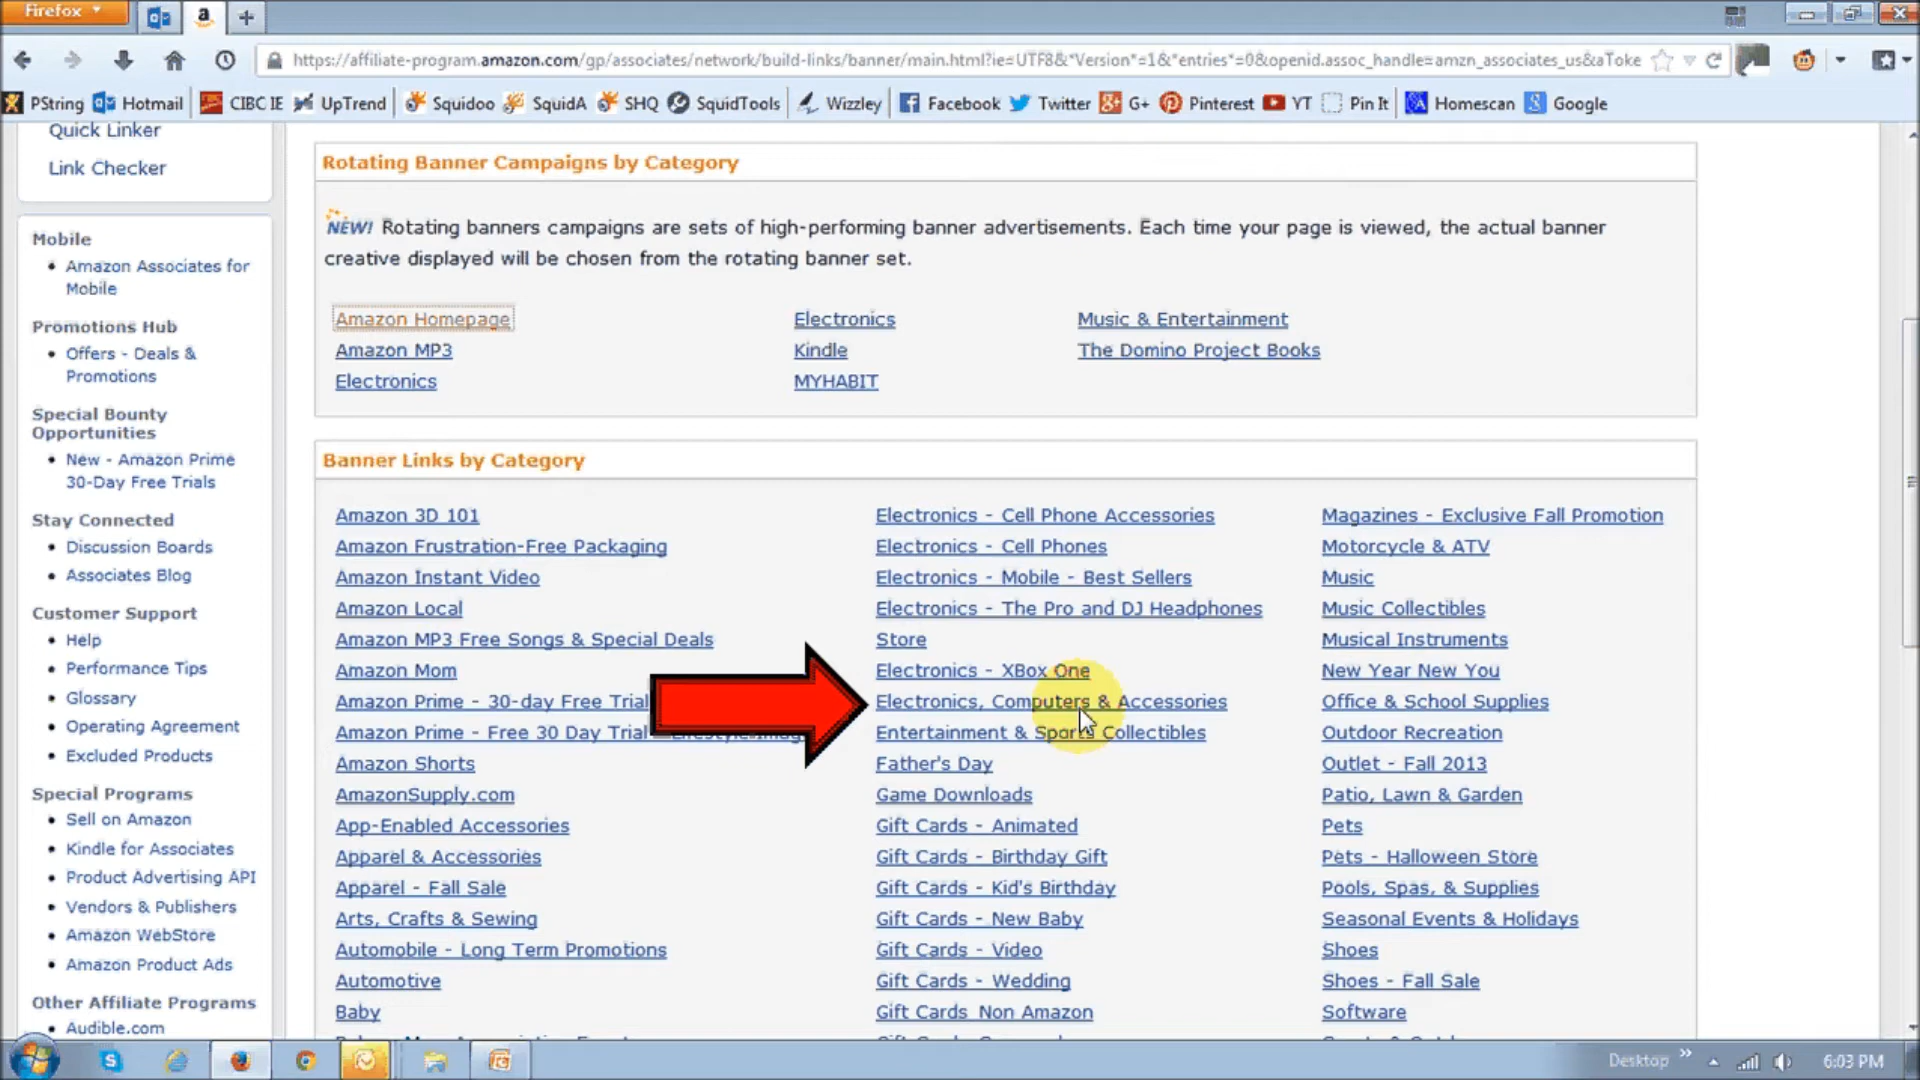 Firefox
https://affiliate-program.amazon.com/gp/associates/network/build-links/banner/main.html?ie=UTF8&*Version*=1&*entries*=0&openid.assoc_handle=amzn_associates_us&aToke
PString Hotmail CIBC IE UpTrend Squidoo SquidA SHQ SquidTools Wizzley Facebook Twitter G+ Pinterest YT Pin It Homescan Google
Quick Linker
Link Checker
Mobile
Amazon Associates for
Mobile
Promotions Hub
Offers - Deals &
Promotions
Special Bounty
Opportunities
New - Amazon Prime
30-Day Free Trials
Stay Connected
Discussion Boards
Associates Blog
Customer Support
Help
Performance Tips
Glossary
Operating Agreement
Excluded Products
Special Programs
Sell on Amazon
Kindle for Associates
Product Advertising API
Vendors & Publishers
Amazon WebStore
Amazon Product Ads
Other Affiliate Programs
Audible.com
Rotating Banner Campaigns by Category
NEW! Rotating banners campaigns are sets of high-performing banner advertisements. Each time your page is viewed, the actual banner
creative displayed will be chosen from the rotating banner set.
Amazon Homepage
Amazon MP3
Electronics
Electronics
Kindle
MYHABIT
Music & Entertainment
The Domino Project Books
Banner Links by Category
Amazon 3D 101
Amazon Frustration-Free Packaging
Amazon Instant Video
Amazon Local
Amazon MP3 Free Songs & Special Deals
Amazon Mom
Amazon Prime - 30-day Free Trial
Amazon Prime - Free 30 Day Trial
Amazon Shorts
AmazonSupply.com
App-Enabled Accessories
Apparel & Accessories
Apparel - Fall Sale
Arts, Crafts & Sewing
Automobile - Long Term Promotions
Automotive
Baby
Electronics - Cell Phone Accessories
Electronics - Cell Phones
Electronics - Mobile - Best Sellers
Electronics - The Pro and DJ Headphones
Store
Electronics - XBox One
Electronics, Computers & Accessories
Entertainment & Sports Collectibles
Father's Day
Game Downloads
Gift Cards - Animated
Gift Cards - Birthday Gift
Gift Cards - Kid's Birthday
Gift Cards - New Baby
Gift Cards - Video
Gift Cards - Wedding
Gift Cards Non Amazon
Magazines - Exclusive Fall Promotion
Motorcycle & ATV
Music
Music Collectibles
Musical Instruments
New Year New You
Office & School Supplies
Outdoor Recreation
Outlet - Fall 2013
Patio, Lawn & Garden
Pets
Pets - Halloween Store
Pools, Spas, & Supplies
Seasonal Events & Holidays
Shoes
Shoes - Fall Sale
Software
Desktop
6:03 PM